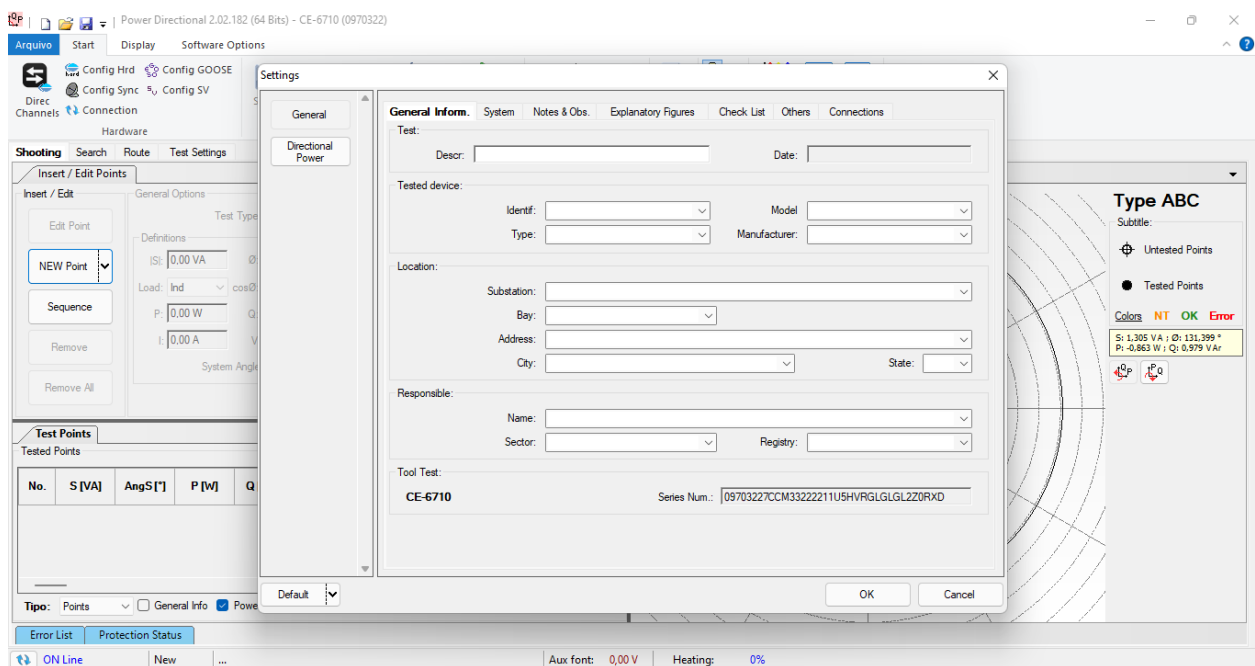 Power Directional 2.02.182 (64 Bits) - CE-6710 (0970322)
Arquivo Start Display Software Options
Config Hrd Config GOOSE
Config Sync Config SV
Direc Channels Connection
Hardware
Shooting Search Route Test Settings
Insert / Edit Points
Insert / Edit General Options
Edit Point Test Type
Definitions
NEW Point |S|: 0,00 VA Ø
Load: Ind cosØ
Sequence P: 0,00 W Q
Remove I: 0,00 A V
System Angle
Remove All
Test Points
Tested Points
No. S [VA] AngS [°] P [W] Q
Tipo: Points General Info Powe
Error List Protection Status
ON Line New ... Aux font: 0,00 V Heating: 0%
Settings
General
Directional Power
General Inform. System Notes & Obs. Explanatory Figures Check List Others Connections
Test:
Descr: Date:
Tested device:
Identif: Model
Type: Manufacturer:
Location:
Substation:
Bay:
Address:
City: State:
Responsible:
Name:
Sector: Registry:
Tool Test:
CE-6710 Series Num.: 09703227CCM33222211U5HVRGLGLGL2Z0RXD
Default OK Cancel
Type ABC
Subtitle:
Untested Points
Tested Points
Colors NT OK Error
S: 1,305 VA ; Ø: 131,399 °
P: -0,863 W ; Q: 0,979 VAr